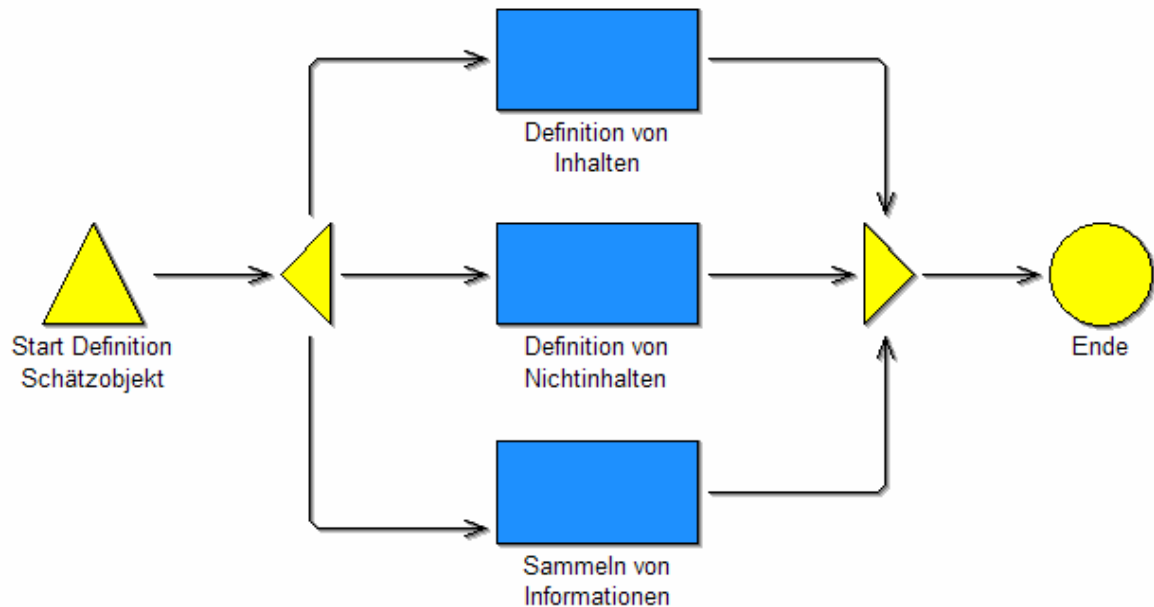 Definition von
Inhalten
Start Definition
Schätzobjekt
Definition von
Nichtinhalten
Ende
Sammeln von
Informationen